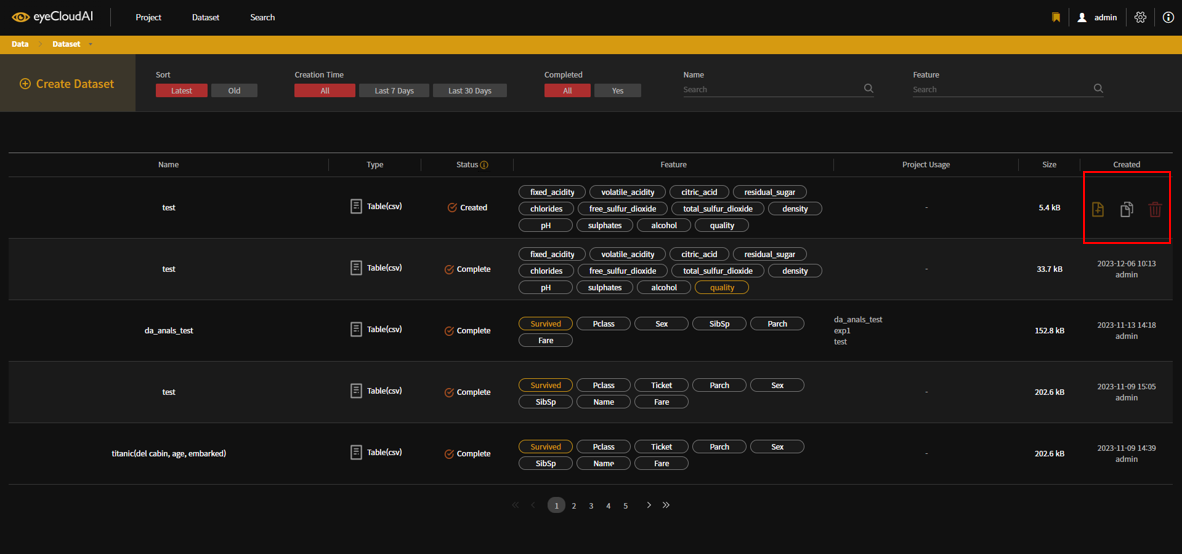 eyeCloudAI Project Dataset Search admin
Data Dataset
Create Dataset
Sort Creation Time Completed Name Feature
Latest Old All Last 7 Days Last 30 Days All Yes Search Search
Name Type Status Feature Project Usage Size Created
fixed_acidity volatile_acidity citric_acid residual_sugar
test Table(csv) Created chlorides free_sulfur_dioxide total_sulfur_dioxide density - 5.4 kB
pH sulphates alcohol quality
fixed_acidity volatile_acidity citric_acid residual_sugar
test Table(csv) Complete chlorides free_sulfur_dioxide total_sulfur_dioxide density - 33.7 kB 2023-12-06 10:13
pH sulphates alcohol quality admin
da_anals_test Table(csv) Complete Survived Pclass Sex SibSp Parch da_anals_test 152.8 kB 2023-11-13 14:18
Fare exp1 admin
test
test Table(csv) Complete Survived Pclass Ticket Parch Sex - 202.6 kB 2023-11-09 15:05
SibSp Name Fare admin
titanic(del cabin, age, embarked) Table(csv) Complete Survived Pclass Ticket Parch Sex - 202.6 kB 2023-11-09 14:39
SibSp Name Fare admin
« ‹ 1 2 3 4 5 › »